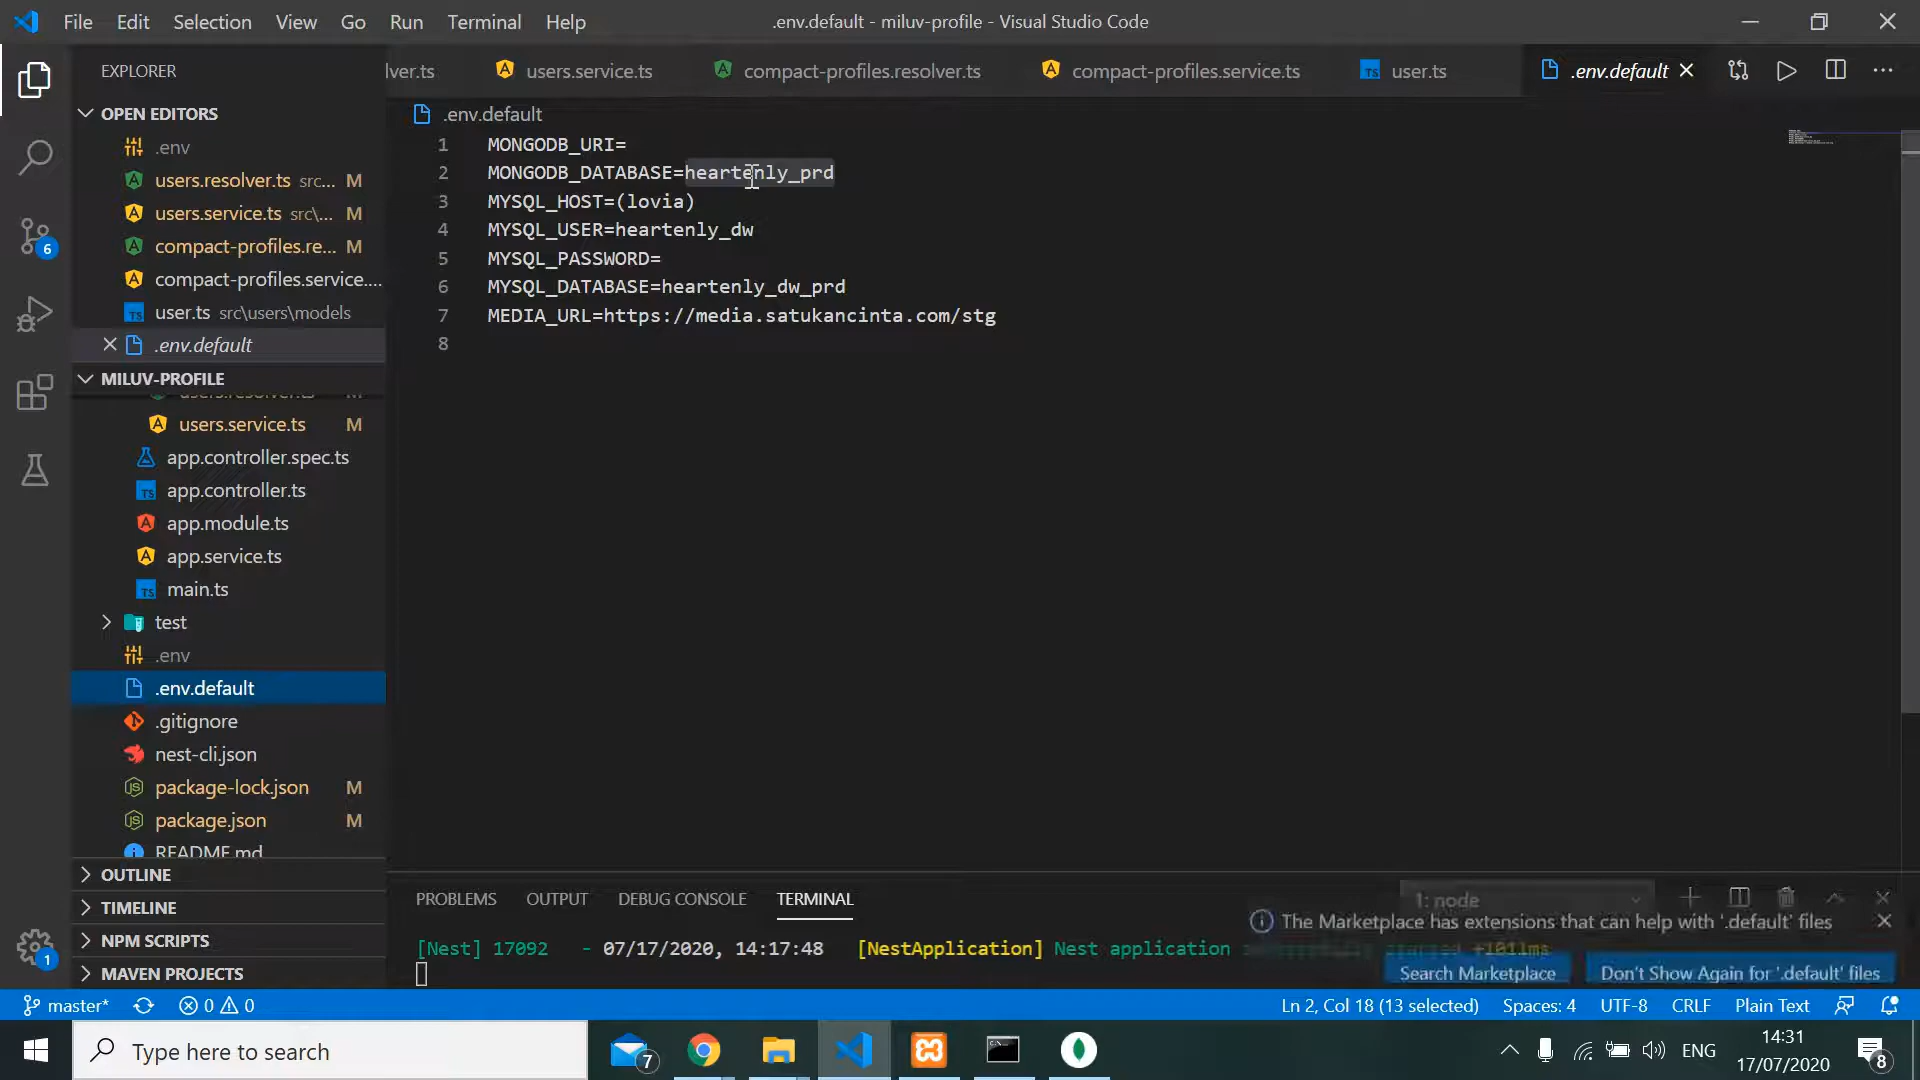 File Edit Selection View Go Run Terminal Help
.env.default - miluv-profile - Visual Studio Code
EXPLORER
lver.ts
users.service.ts
compact-profiles.resolver.ts
compact-profiles.service.ts
user.ts
.env.default
OPEN EDITORS
.env
users.resolver.ts src... M
users.service.ts src\... M
compact-profiles.re... M
compact-profiles.service....
user.ts src\users\models
.env.default
MILUV-PROFILE
users.service.ts M
app.controller.spec.ts
app.controller.ts
app.module.ts
app.service.ts
main.ts
test
.env
.env.default
.gitignore
nest-cli.json
package-lock.json M
package.json M
README.md
OUTLINE
TIMELINE
NPM SCRIPTS
MAVEN PROJECTS
6
1
.env.default
1 MONGODB_URI=
2 MONGODB_DATABASE=heartenly_prd
3 MYSQL_HOST=(lovia)
4 MYSQL_USER=heartenly_dw
5 MYSQL_PASSWORD=
6 MYSQL_DATABASE=heartenly_dw_prd
7 MEDIA_URL=https://media.satukancinta.com/stg
8
PROBLEMS OUTPUT DEBUG CONSOLE TERMINAL
1: node
[Nest] 17092 - 07/17/2020, 14:17:48 [NestApplication] Nest application
+1011ms
The Marketplace has extensions that can help with '.default' files
Search Marketplace
Don't Show Again for '.default' files
master* 0 0
Ln 2, Col 18 (13 selected) Spaces: 4 UTF-8 CRLF Plain Text
Type here to search
7
ENG
14:31
17/07/2020
8